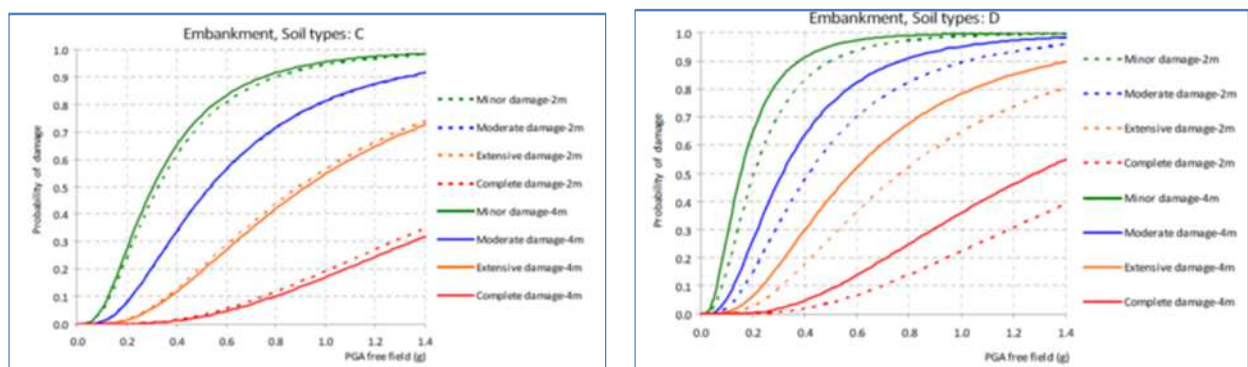 Embankment, Soil types: C
Probability of damage
1.0
0.9
0.8
0.7
0.6
0.5
0.4
0.3
0.2
0.1
0.0
0.0 0.2 0.4 0.6 0.8 1.0 1.2 1.4
PGA free field (g)
Minor damage-2m
Moderate damage-2m
Extensive damage-2m
Complete damage-2m
Minor damage-4m
Moderate damage-4m
Extensive damage-4m
Complete damage-4m
Embankment, Soil types: D
Probability of damage
1.0
0.9
0.8
0.7
0.6
0.5
0.4
0.3
0.2
0.1
0.0
0.0 0.2 0.4 0.6 0.8 1.0 1.2 1.4
PGA free field (g)
Minor damage-2m
Moderate damage-2m
Extensive damage-2m
Complete damage-2m
Minor damage-4m
Moderate damage-4m
Extensive damage-4m
Complete damage-4m